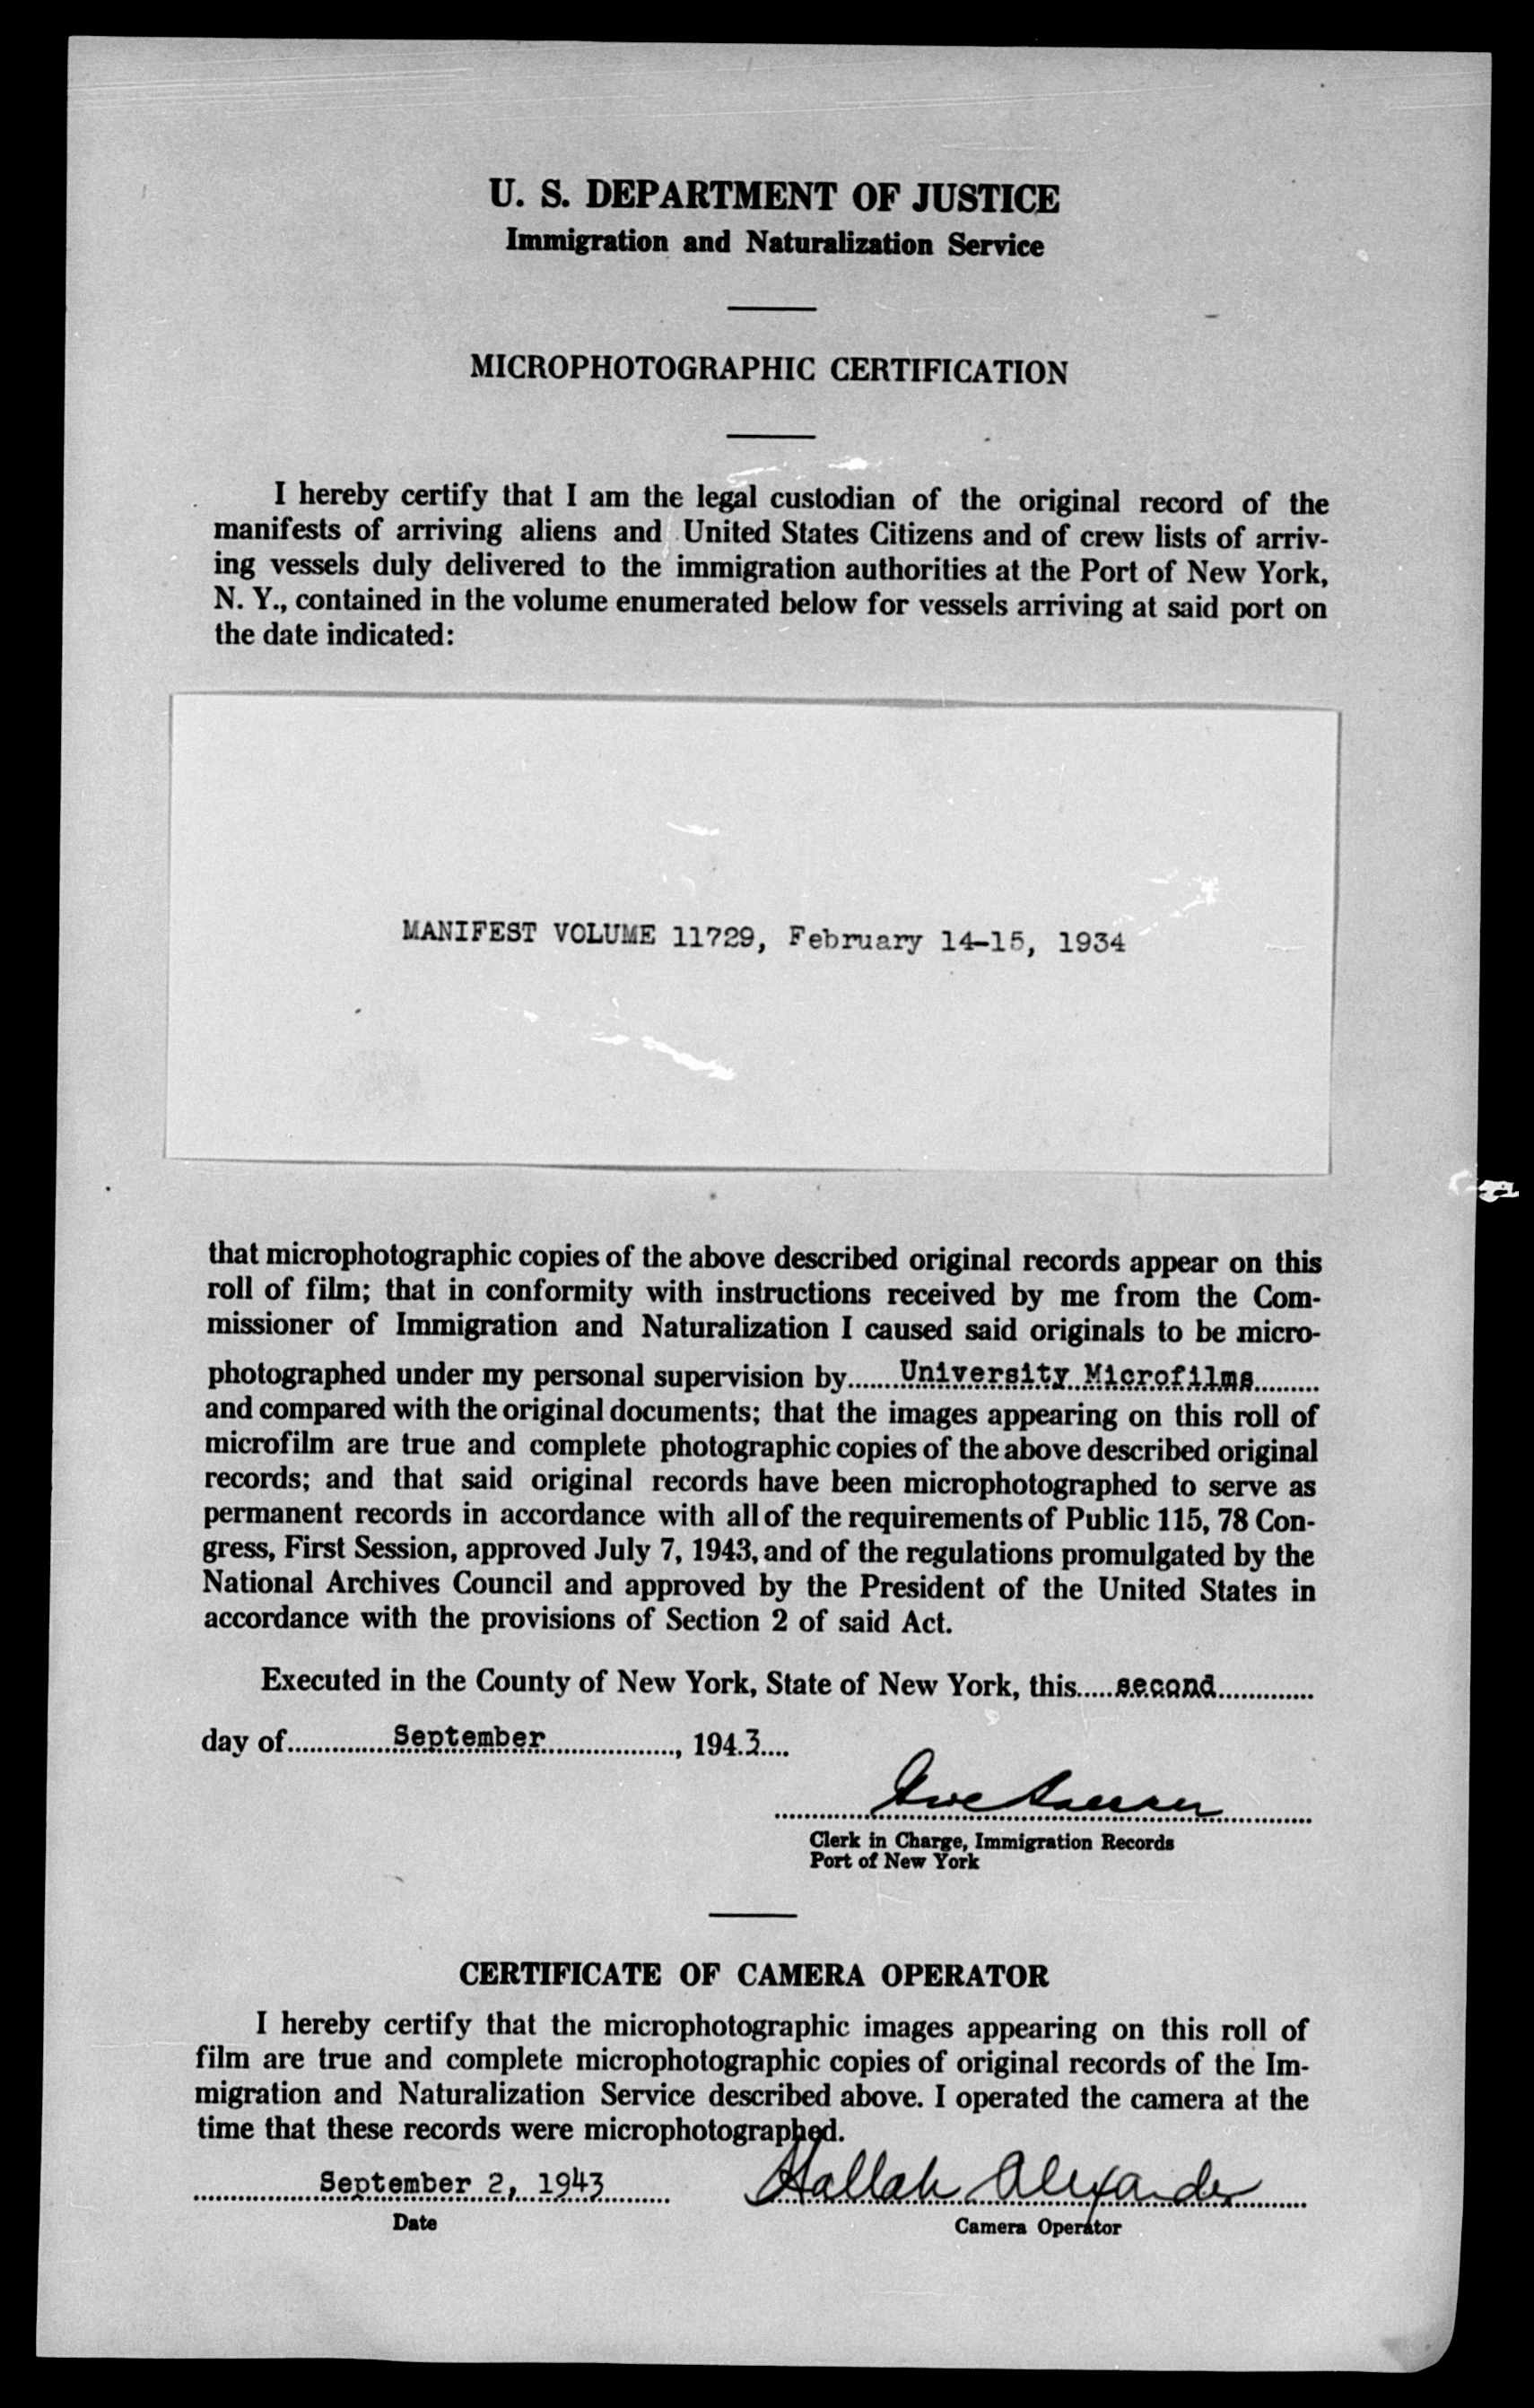 U. S. DEPARTMENT OF JUSTICE
Immigration and Naturalization Service
MICROPHOTOGRAPHIC CERTIFICATION
I hereby certify that I am the legal custodian of the original record of the
manifests of arriving aliens and United States Citizens and of crew lists of arriv-
ing vessels duly delivered to the immigration authorities at the Port of New York,
N. Y., contained in the volume enumerated below for vessels arriving at said port on
the date indicated:
MANIFEST VOLUME 11729, February 14-15, 1934
that microphotographic copies of the above described original records appear on this
roll of film; that in conformity with instructions received by me from the Com-
missioner of Immigration and Naturalization I caused said originals to be micro-
photographed under my personal supervision by.......University Microfilms..........
and compared with the original documents; that the images appearing on this roll of
microfilm are true and complete photographic copies of the above described original
records; and that said original records have been microphotographed to serve as
permanent records in accordance with all of the requirements of Public 115, 78 Con-
gress, First Session, approved July 7, 1943, and of the regulations promulgated by the
National Archives Council and approved by the President of the United States in
accordance with the provisions of Section 2 of said Act.
Executed in the County of New York, State of New York, this.....second..............
day of..............September.................., 194.3....
Clerk in Charge, Immigration Records
Port of New York
CERTIFICATE OF CAMERA OPERATOR
I hereby certify that the microphotographic images appearing on this roll of
film are true and complete microphotographic copies of original records of the Im-
migration and Naturalization Service described above. I operated the camera at the
time that these records were microphotographed.
September 2, 1943 Hallah Alexander
Date Camera Operator